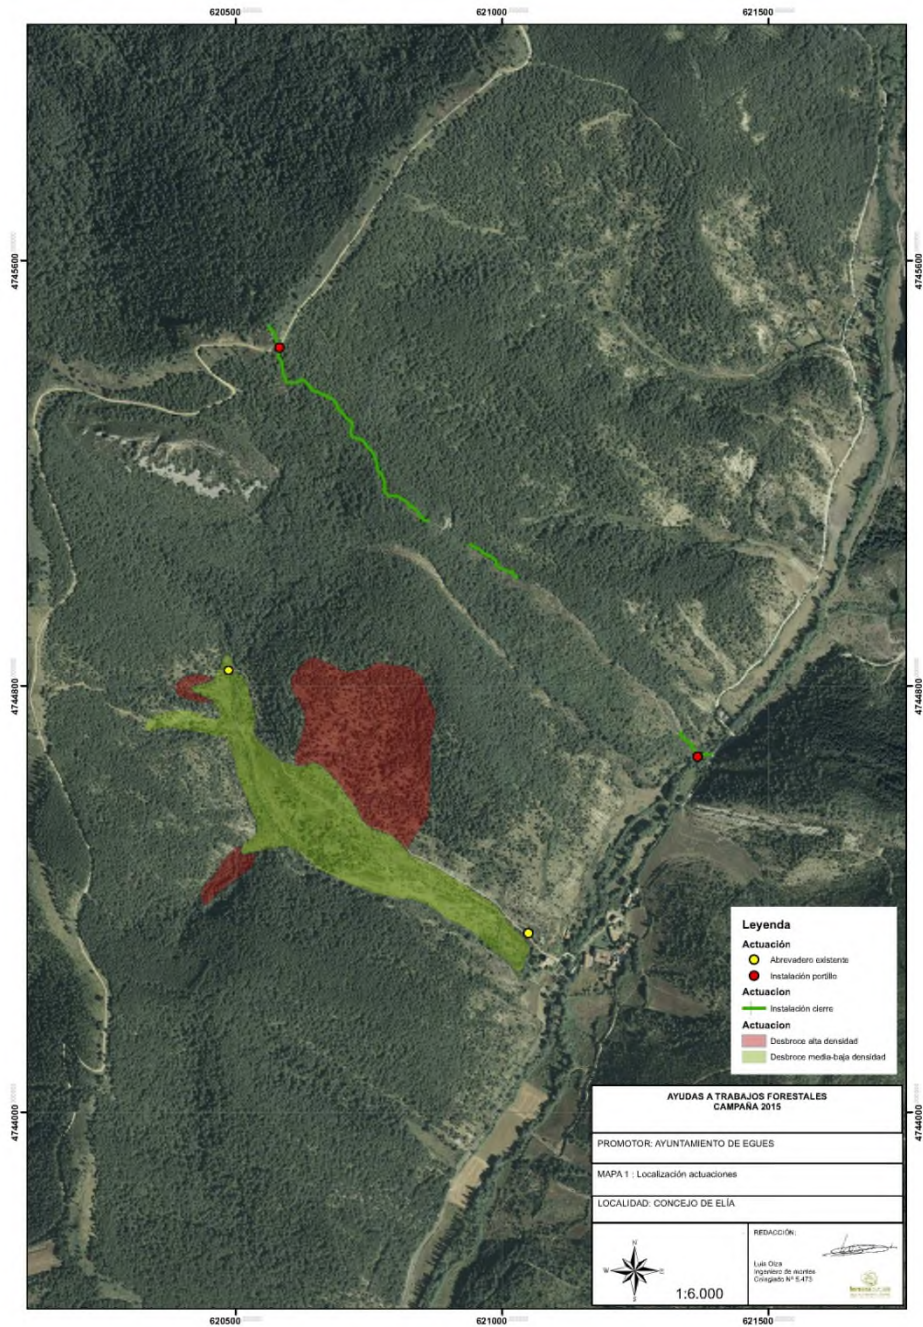 620500
621000
621500
4745600
4745600
4744800
4744800
4744000
4744000
Leyenda
Actuación
Abrevadero existente
Instalación portillo
Actuacion
Instalación cierre
Actuacion
Desbroce alta densidad
Desbroce media-baja densidad
AYUDAS A TRABAJOS FORESTALES
CAMPAÑA 2015
PROMOTOR: AYUNTAMIENTO DE EGUES
MAPA 1 : Localización actuaciones
LOCALIDAD: CONCEJO DE ELÍA
N
W
E
S
1:6.000
REDACCIÓN:
Luis Olza
Ingeniero de montes
Colegiado Nº 5.473
620500
621000
621500